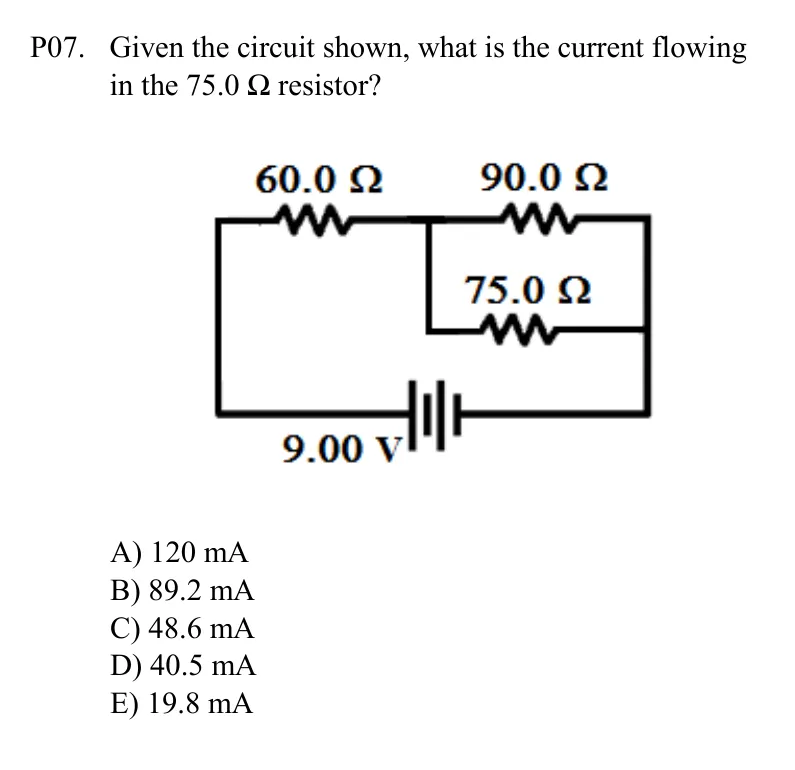 P07. Given the circuit shown, what is the current flowing
in the 75.0 Ω resistor?
60.0 Ω 90.0 Ω
75.0 Ω
9.00 V
A) 120 mA
B) 89.2 mA
C) 48.6 mA
D) 40.5 mA
E) 19.8 mA